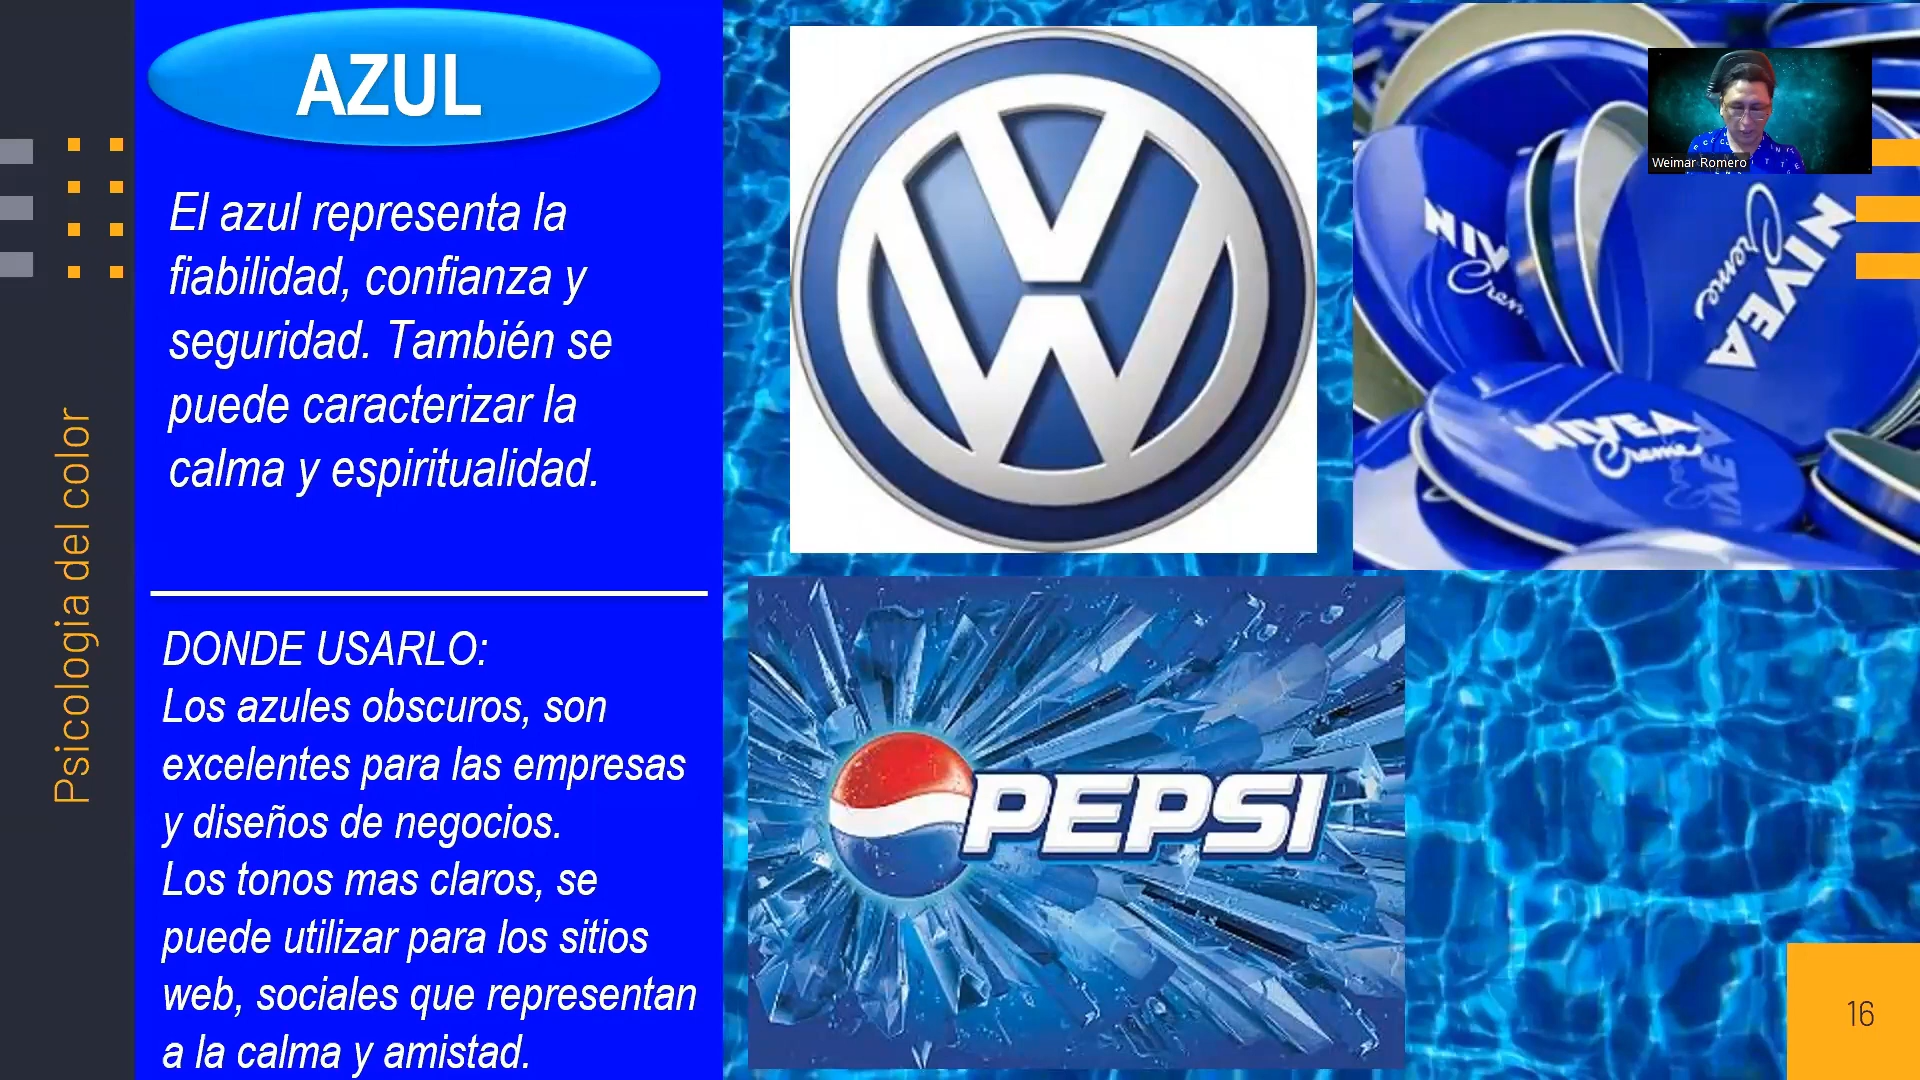 Psicologia del color
AZUL
El azul representa la
fiabilidad, confianza y
seguridad. También se
puede caracterizar la
calma y espiritualidad.
DONDE USARLO:
Los azules obscuros, son
excelentes para las empresas
y diseños de negocios.
Los tonos mas claros, se
puede utilizar para los sitios
web, sociales que representan
a la calma y amistad.
NIVEA
Creme
NIVEA
Creme
PEPSI
Weimar Romero
16